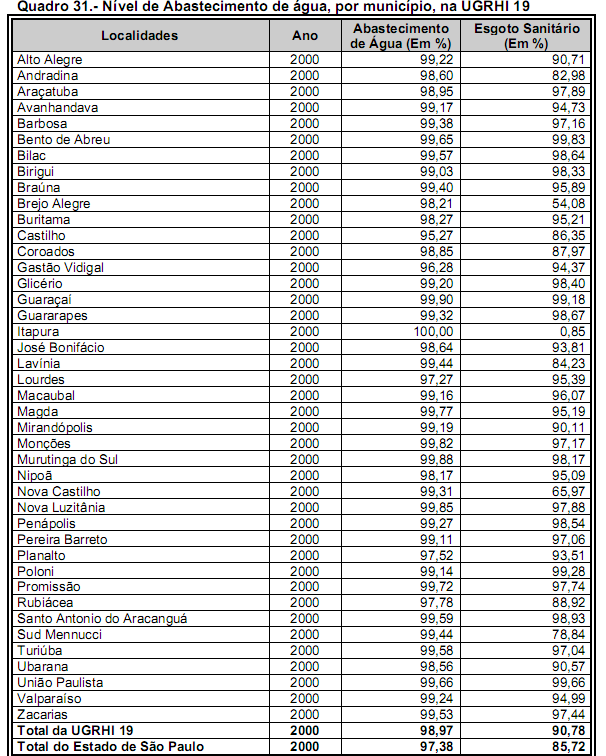 Quadro 31.- Nível de Abastecimento de água, por município, na UGRHI 19
Localidades Ano Abastecimento de Água (Em %) Esgoto Sanitário (Em %)
Alto Alegre 2000 99,22 90,71
Andradina 2000 98,60 82,98
Araçatuba 2000 98,95 97,89
Avanhandava 2000 99,17 94,73
Barbosa 2000 99,38 97,16
Bento de Abreu 2000 99,65 99,83
Bilac 2000 99,57 98,64
Birigui 2000 99,03 98,33
Braúna 2000 99,40 95,89
Brejo Alegre 2000 98,21 54,08
Buritama 2000 98,27 95,21
Castilho 2000 95,27 86,35
Coroados 2000 98,85 87,97
Gastão Vidigal 2000 96,28 94,37
Glicério 2000 99,20 98,40
Guaraçaí 2000 99,90 99,18
Guararapes 2000 99,32 98,67
Itapura 2000 100,00 0,85
José Bonifácio 2000 98,64 93,81
Lavínia 2000 99,44 84,23
Lourdes 2000 97,27 95,39
Macaubal 2000 99,16 96,07
Magda 2000 99,77 95,19
Mirandópolis 2000 99,19 90,11
Monções 2000 99,82 97,17
Murutinga do Sul 2000 99,88 98,17
Nipoã 2000 98,17 95,09
Nova Castilho 2000 99,31 65,97
Nova Luzitânia 2000 99,85 97,88
Penápolis 2000 99,27 98,54
Pereira Barreto 2000 99,11 97,06
Planalto 2000 97,52 93,51
Poloni 2000 99,14 99,28
Promissão 2000 99,72 97,74
Rubiácea 2000 97,78 88,92
Santo Antonio do Aracanguá 2000 99,59 98,93
Sud Mennucci 2000 99,44 78,84
Turiúba 2000 99,58 97,04
Ubarana 2000 98,56 90,57
União Paulista 2000 99,66 99,66
Valparaíso 2000 99,24 94,99
Zacarias 2000 99,53 97,44
Total da UGRHI 19 2000 98,97 90,78
Total do Estado de São Paulo 2000 97,38 85,72